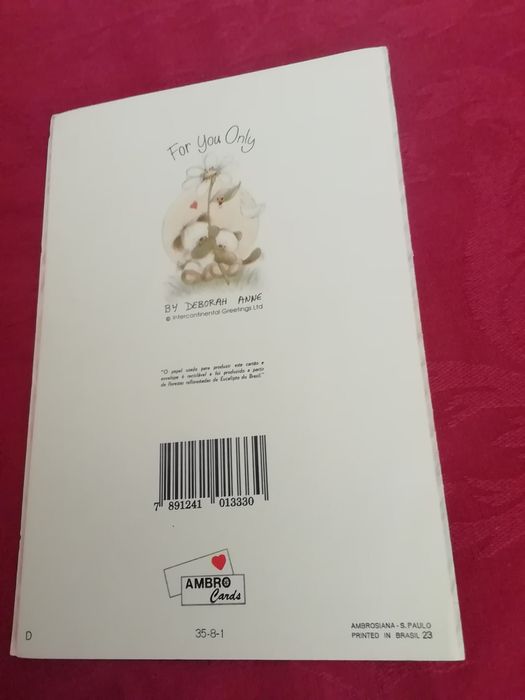 For You Only
BY DEBORAH ANNE
© Intercontinental Greetings Ltd
"O papel usado para produzir este cartão e
envelope é reciclável e foi produzido a partir
de florestas reflorestadas de Eucalipto do Brasil."
7 891241 013330
AMBRO
Cards
D
35-8-1
AMBROSIANA - S. PAULO
PRINTED IN BRASIL 23